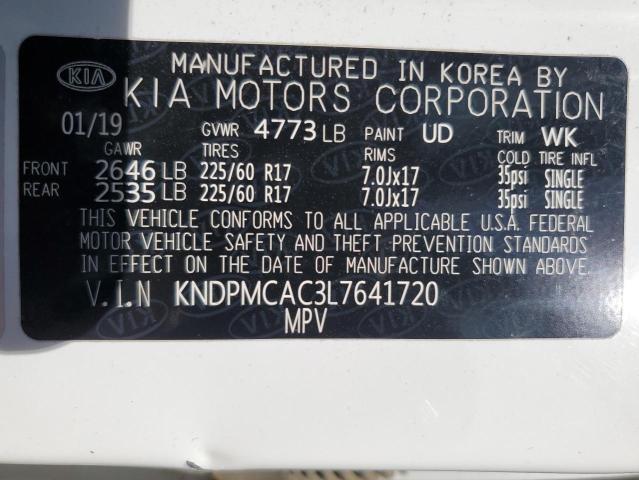 KIA
MANUFACTURED IN KOREA BY
KIA MOTORS CORPORATION
01/19 GVWR 4773 LB PAINT UD TRIM WK
GAWR TIRES RIMS COLD TIRE INFL
FRONT 2646 LB 225/60 R17 7.0Jx17 35psi SINGLE
REAR 2535 LB 225/60 R17 7.0Jx17 35psi SINGLE
THIS VEHICLE CONFORMS TO ALL APPLICABLE U.S.A. FEDERAL
MOTOR VEHICLE SAFETY AND THEFT PREVENTION STANDARDS
IN EFFECT ON THE DATE OF MANUFACTURE SHOWN ABOVE.
V.I.N KNDPMCAC3L7641720
MPV